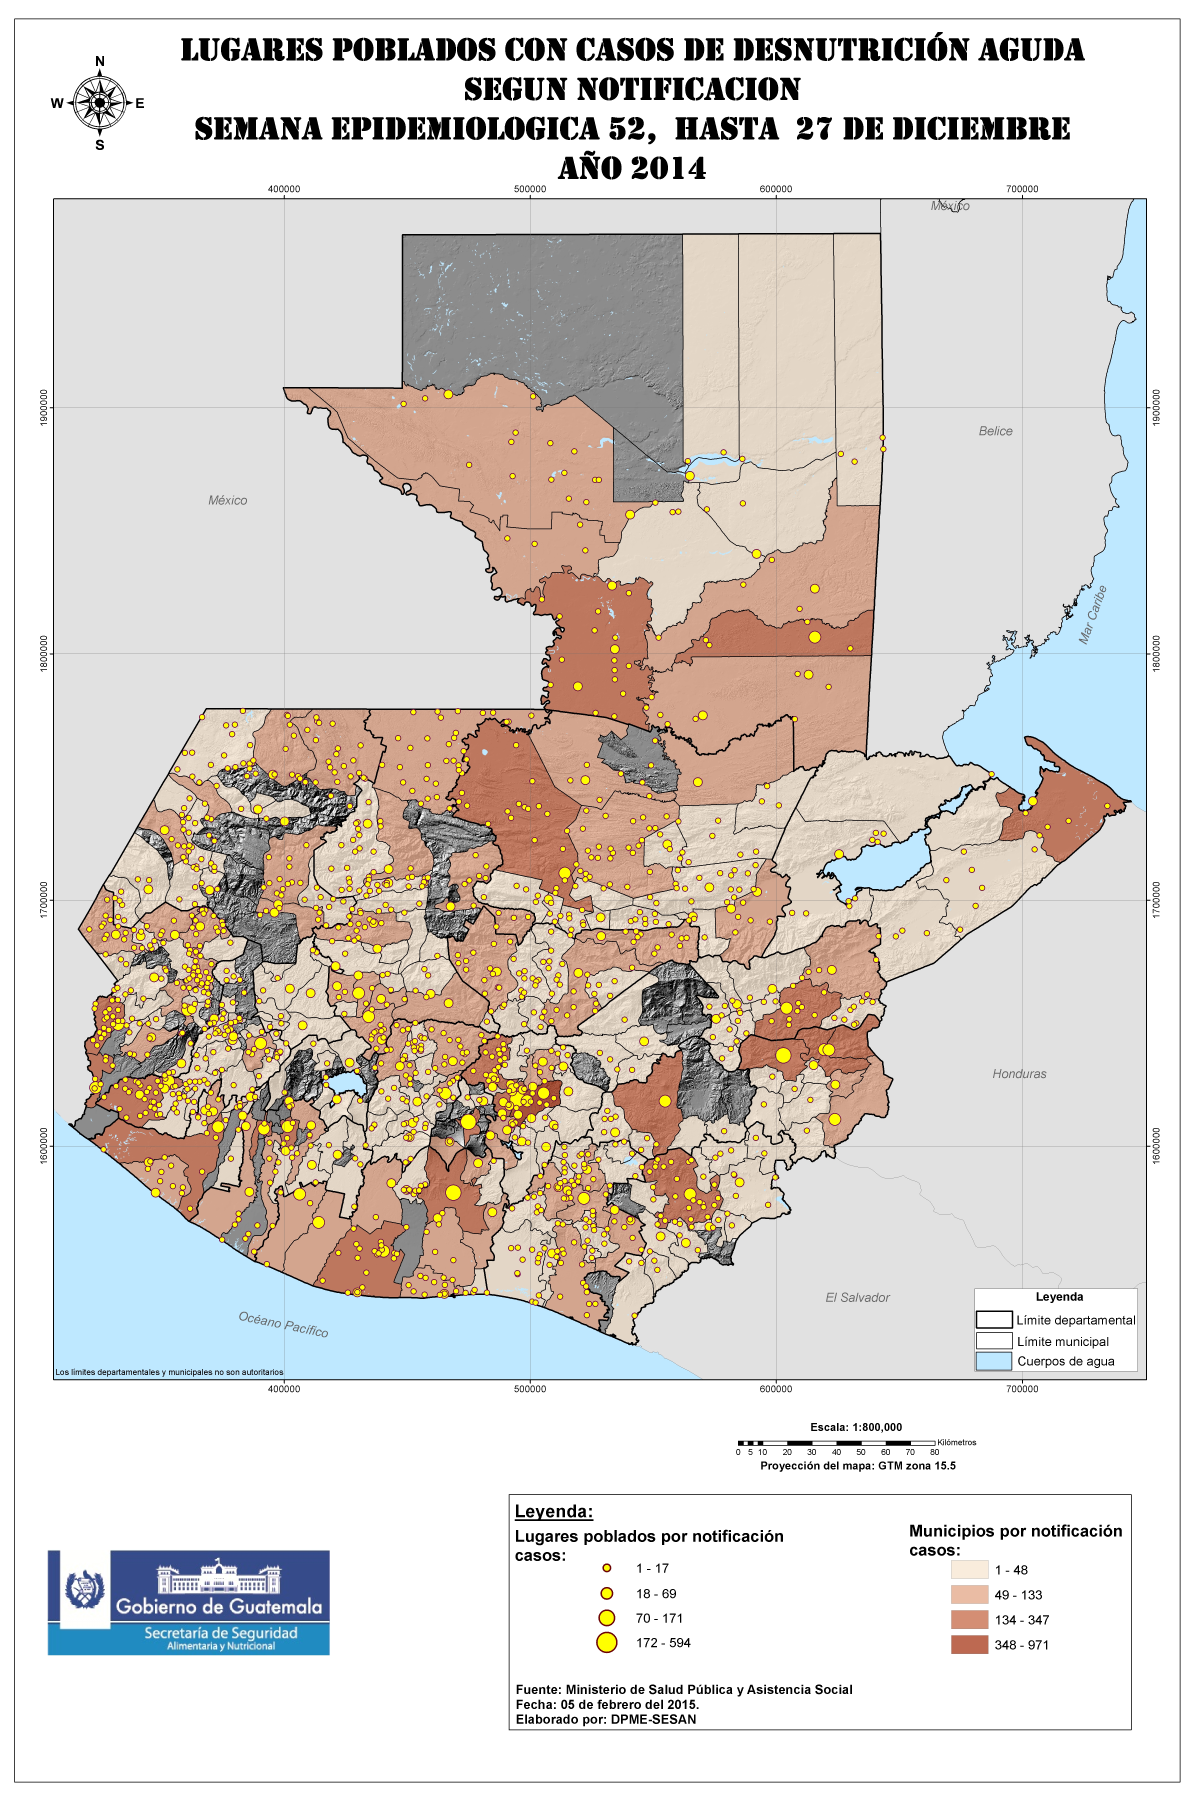 LUGARES POBLADOS CON CASOS DE DESNUTRICIÓN AGUDA
SEGUN NOTIFICACION
SEMANA EPIDEMIOLOGICA 52, HASTA 27 DE DICIEMBRE
AÑO 2014
N
W E
S
400000 500000 600000 700000
México
1900000 1900000
Belice
México
Mar Caribe
1800000 1800000
1700000 1700000
Honduras
1600000 1600000
El Salvador
Océano Pacífico
Leyenda
Límite departamental
Límite municipal
Cuerpos de agua
Los límites departamentales y municipales no son autoritarios
400000 500000 600000 700000
Escala: 1:800,000
Kilómetros
0 5 10 20 30 40 50 60 70 80
Proyección del mapa: GTM zona 15.5
Leyenda:
Lugares poblados por notificación
casos:
1 - 17
18 - 69
70 - 171
172 - 594
Municipios por notificación
casos:
1 - 48
49 - 133
134 - 347
348 - 971
Fuente: Ministerio de Salud Pública y Asistencia Social
Fecha: 05 de febrero del 2015.
Elaborado por: DPME-SESAN
Gobierno de Guatemala
Secretaría de Seguridad
Alimentaria y Nutricional